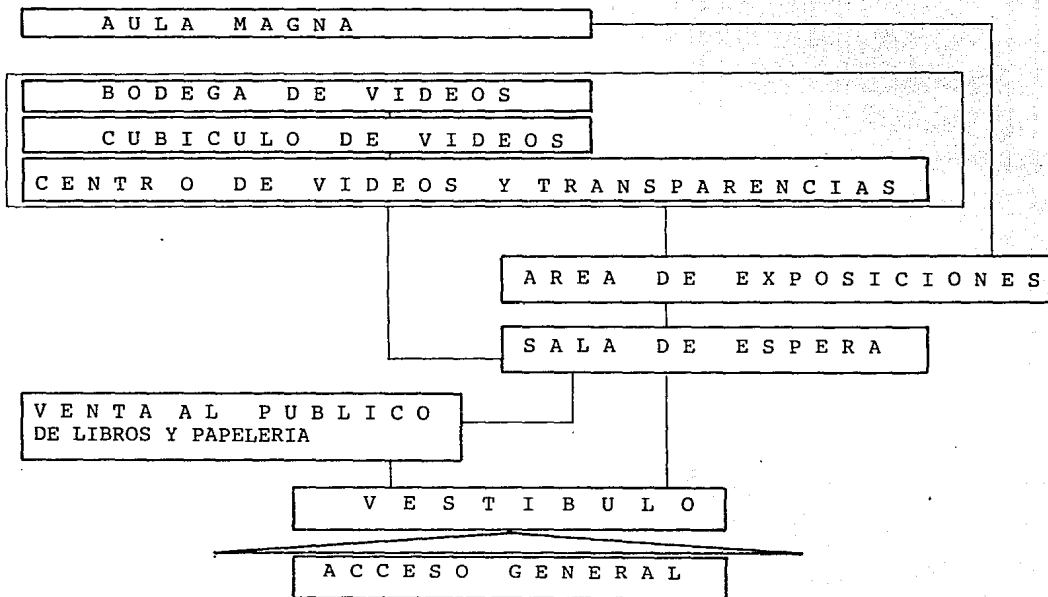 AULA MAGNA
BODEGA DE VIDEOS
CUBICULO DE VIDEOS
CENTRO DE VIDEOS Y TRANSPARENCIAS
AREA DE EXPOSICIONES
SALA DE ESPERA
VENTA AL PUBLICO
DE LIBROS Y PAPELERIA
VESTIBULO
ACCESO GENERAL